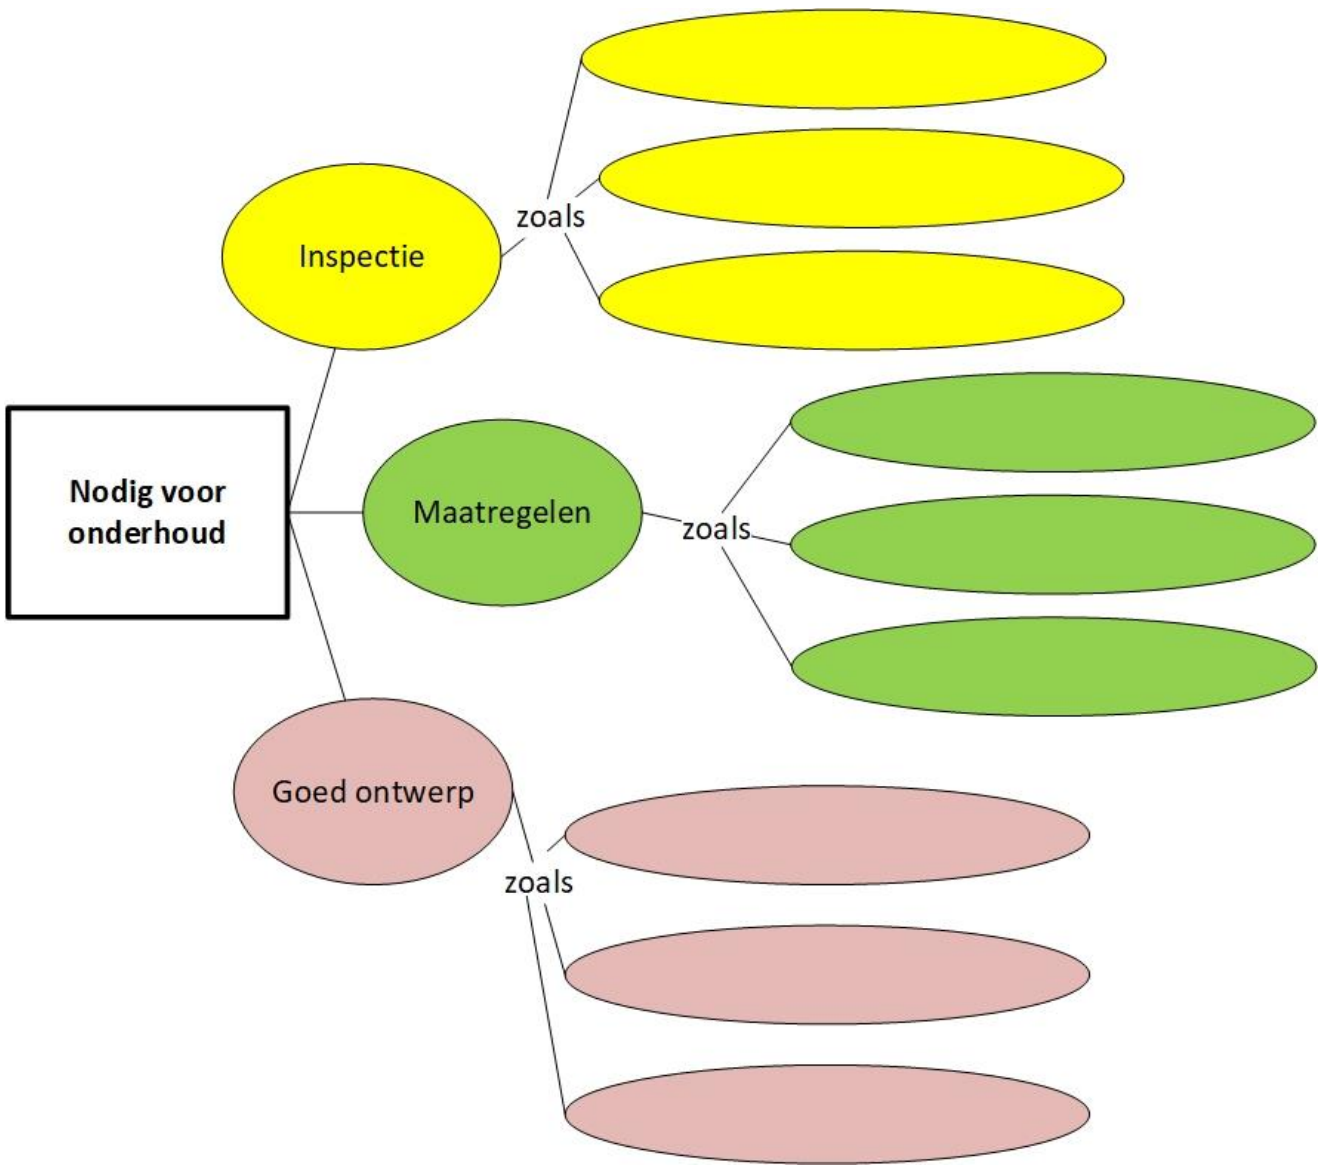 zoals
Inspectie
Nodig voor
onderhoud
Maatregelen
zoals
Goed ontwerp
zoals